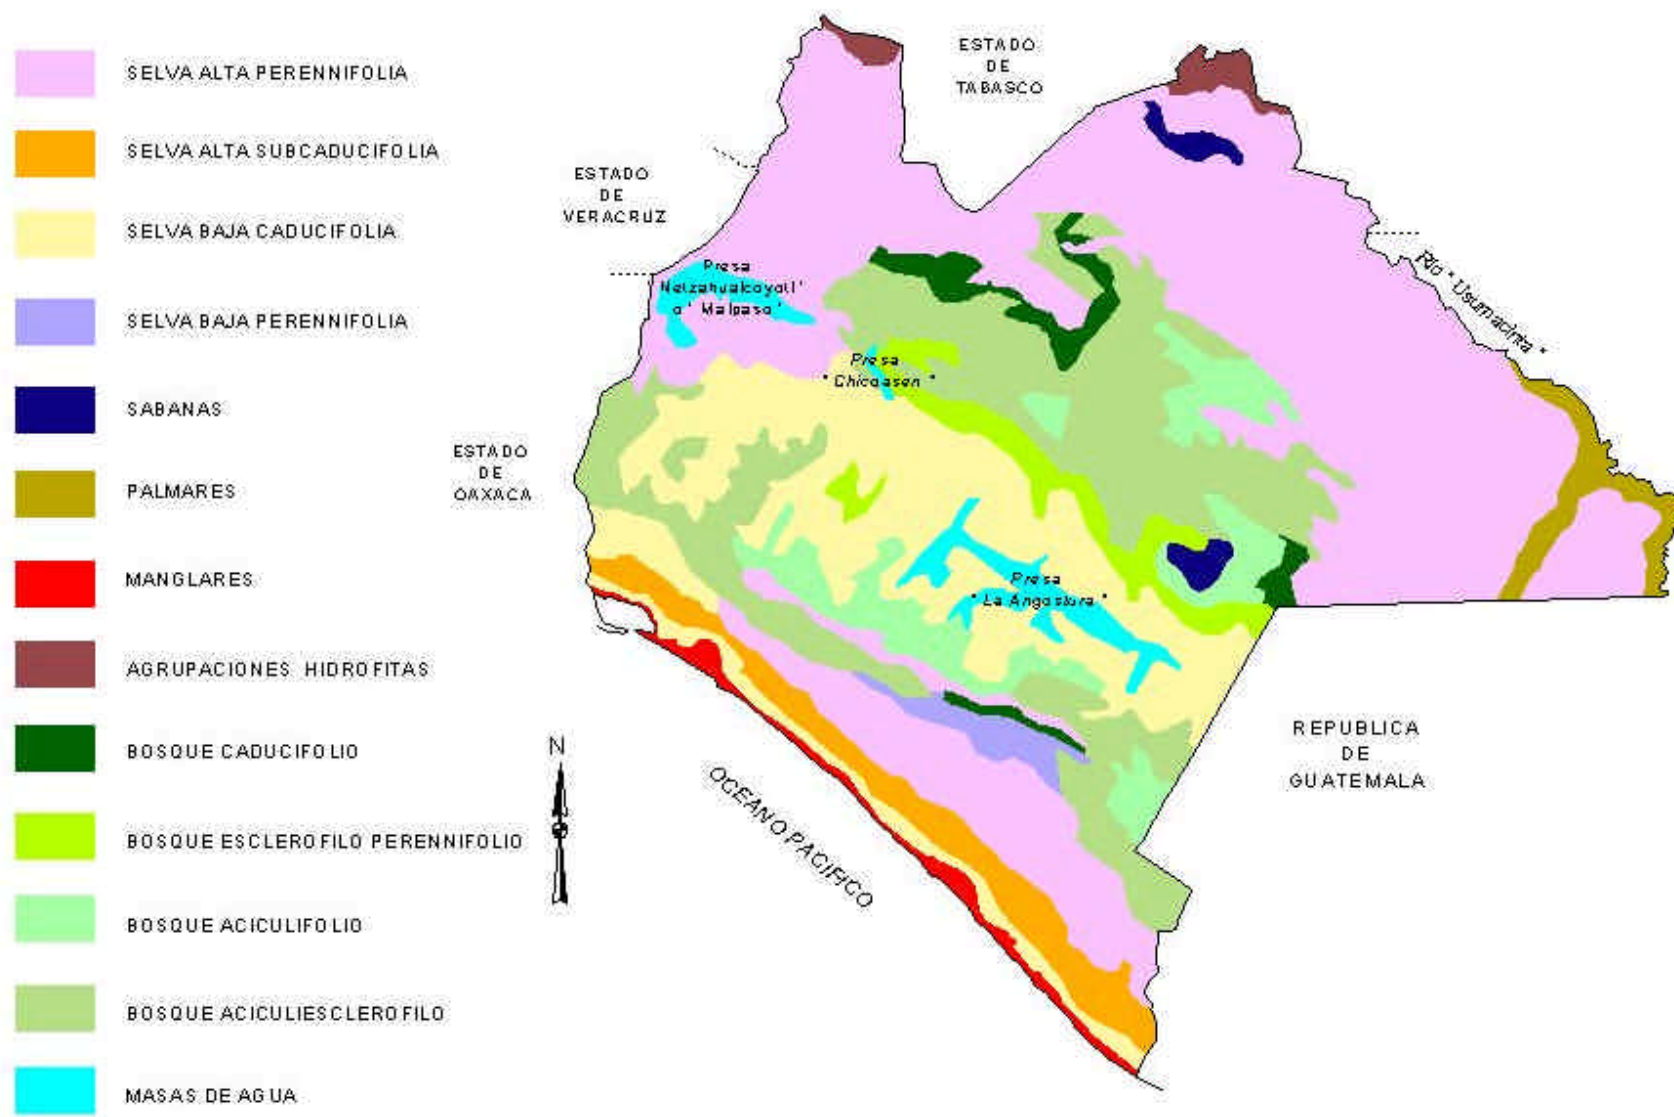 SELVA ALTA PERENNIFOLIA
SELVA ALTA SUBCADUCIFOLIA
SELVA BAJA CADUCIFOLIA
SELVA BAJA PERENNIFOLIA
SABANAS
PALMARES
MANGLARES
AGRUPACIONES HIDROFITAS
BOSQUE CADUCIFOLIO
BOSQUE ESCLEROFILO PERENNIFOLIO
BOSQUE ACICULIFOLIO
BOSQUE ACICULIESCLEROFILO
MASAS DE AGUA
ESTADO
DE
TABASCO
ESTADO
DE
VERACRUZ
Presa
Netzahualcoyotl"
o " Malpaso"
Rio " Usumacinta "
Presa
" Chicoasen "
ESTADO
DE
OAXACA
Presa
" La Angostura "
REPUBLICA
DE
GUATEMALA
N
OCEANO PACIFICO